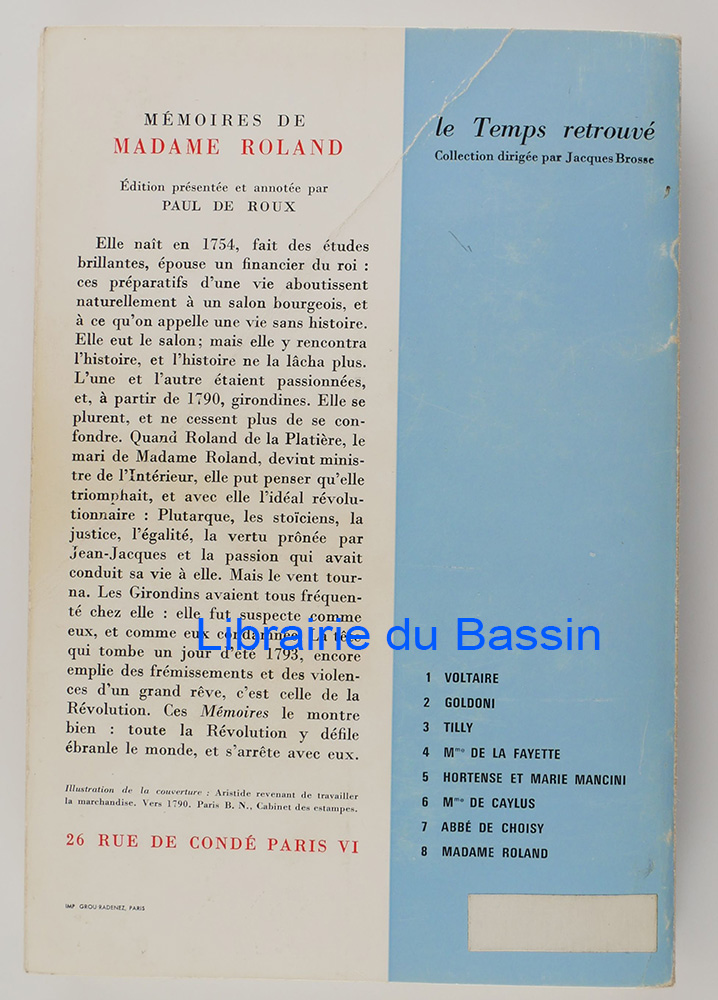 MÉMOIRES DE
MADAME ROLAND
Édition présentée et annotée par
PAUL DE ROUX
Elle naît en 1754, fait des études
brillantes, épouse un financier du roi :
ces préparatifs d'une vie aboutissent
naturellement à un salon bourgeois, et
à ce qu'on appelle une vie sans histoire.
Elle eut le salon; mais elle y rencontra
l'histoire, et l'histoire ne la lâcha plus.
L'une et l'autre étaient passionnées,
et, à partir de 1790, girondines. Elle se
plurent, et ne cessent plus de se con-
fondre. Quand Roland de la Platière, le
mari de Madame Roland, devint minis-
tre de l'Intérieur, elle put penser qu'elle
triomphait, et avec elle l'idéal révolu-
tionnaire : Plutarque, les stoïciens, la
justice, l'égalité, la vertu prônée par
Jean-Jacques et la passion qui avait
conduit sa vie à elle. Mais le vent tour-
na. Les Girondins avaient tous fréquen-
té chez elle : elle fut suspecte comme
eux, et comme eux condamnée. La tête
qui tombe un jour d'été 1793, encore
emplie des frémissements et des violen-
ces d'un grand rêve, c'est celle de la
Révolution. Ces Mémoires le montre
bien : toute la Révolution y défile
ébranle le monde, et s'arrête avec eux.
Illustration de la couverture : Aristide revenant de travailler
la marchandise. Vers 1790. Paris B. N., Cabinet des estampes.
26 RUE DE CONDÉ PARIS VI
IMP. GROU-RADENEZ, PARIS
le Temps retrouvé
Collection dirigée par Jacques Brosse
1 VOLTAIRE
2 GOLDONI
3 TILLY
4 Mme DE LA FAYETTE
5 HORTENSE ET MARIE MANCINI
6 Mme DE CAYLUS
7 ABBÉ DE CHOISY
8 MADAME ROLAND
Librairie du Bassin